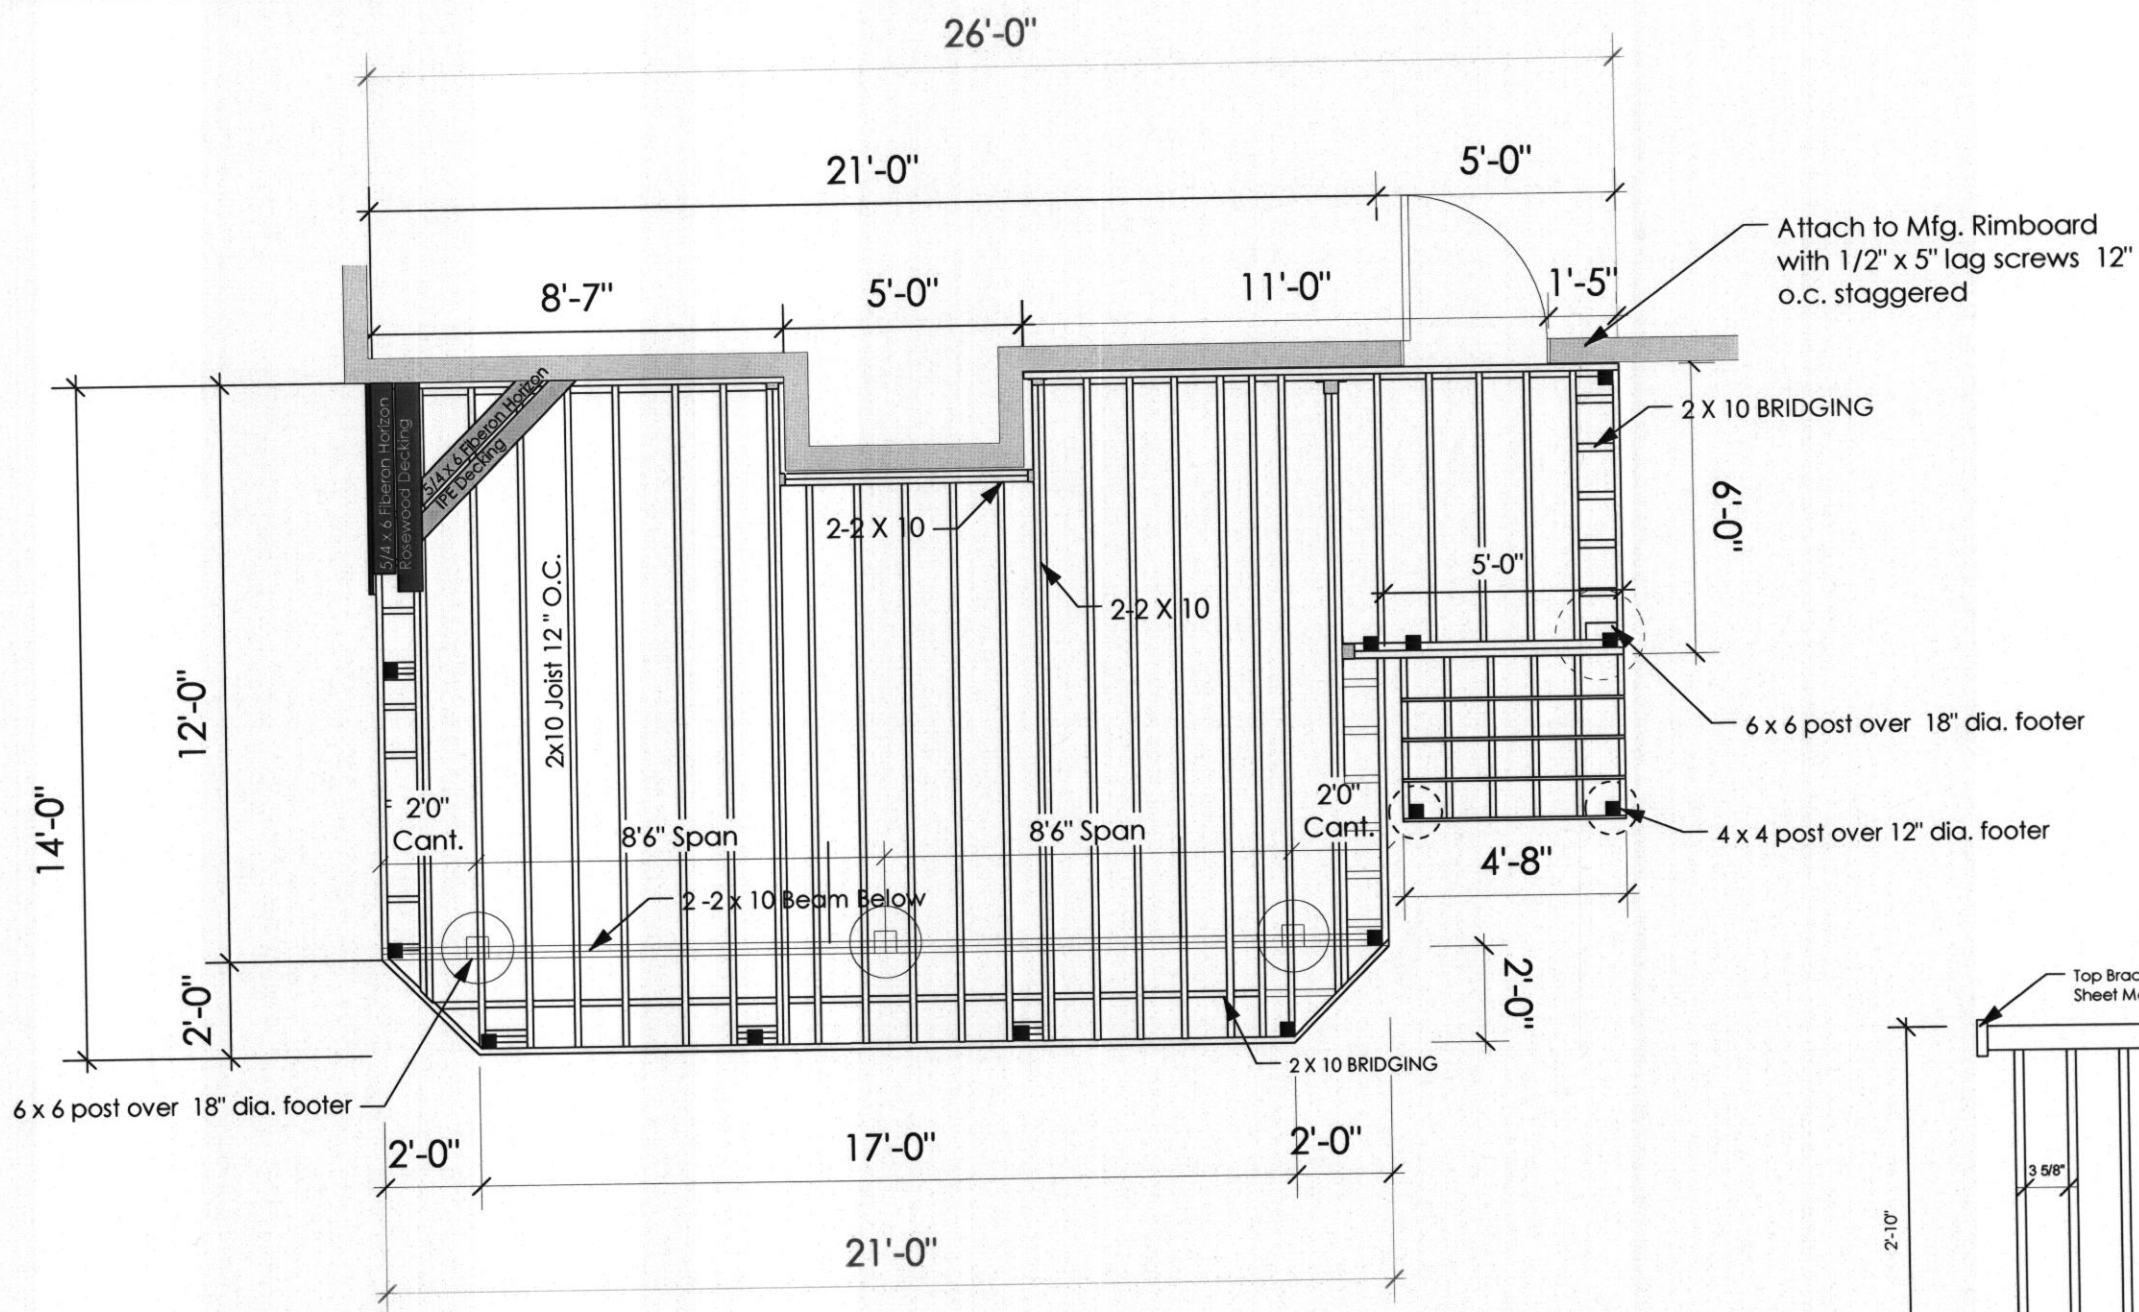 26'-0"
21'-0"
5'-0"
8'-7"
5'-0"
11'-0"
1'-5"
Attach to Mfg. Rimboard
with 1/2" x 5" lag screws 12"
o.c. staggered
2 X 10 BRIDGING
5/4 x 6 Fiberon Horizon
Rosewood Decking
5/4 x 6 Fiberon Horizon
IPE Decking
2-2 X 10
2-2 X 10
6'-0"
5'-0"
2x10 Joist 12" O.C.
12'-0"
14'-0"
2'-0"
2'0"
Cant.
8'6" Span
8'6" Span
2'0"
Cant.
2 -2 x 10 Beam Below
6 x 6 post over 18" dia. footer
4 x 4 post over 12" dia. footer
4'-8"
2'-0"
2 X 10 BRIDGING
6 x 6 post over 18" dia. footer
2'-0"
17'-0"
2'-0"
21'-0"
Top Brac
Sheet M
3 5/8"
2'-10"